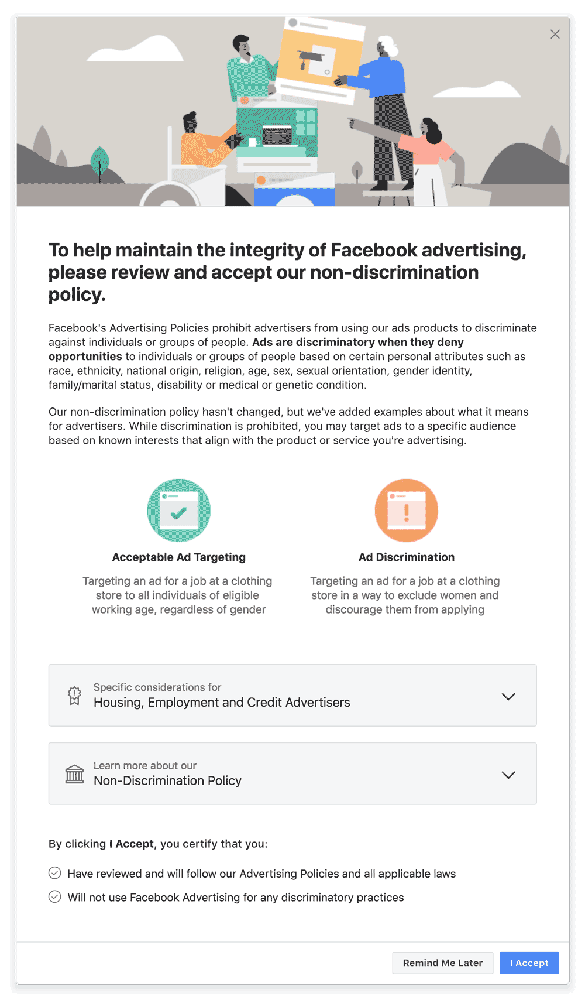 To help maintain the integrity of Facebook advertising,
please review and accept our non-discrimination
policy.
Facebook's Advertising Policies prohibit advertisers from using our ads products to discriminate
against individuals or groups of people. Ads are discriminatory when they deny
opportunities to individuals or groups of people based on certain personal attributes such as
race, ethnicity, national origin, religion, age, sex, sexual orientation, gender identity,
family/marital status, disability or medical or genetic condition.
Our non-discrimination policy hasn't changed, but we've added examples about what it means
for advertisers. While discrimination is prohibited, you may target ads to a specific audience
based on known interests that align with the product or service you're advertising.
Acceptable Ad Targeting
Targeting an ad for a job at a clothing
store to all individuals of eligible
working age, regardless of gender
Ad Discrimination
Targeting an ad for a job at a clothing
store in a way to exclude women and
discourage them from applying
Specific considerations for
Housing, Employment and Credit Advertisers
Learn more about our
Non-Discrimination Policy
By clicking I Accept, you certify that you:
Have reviewed and will follow our Advertising Policies and all applicable laws
Will not use Facebook Advertising for any discriminatory practices
Remind Me Later
I Accept